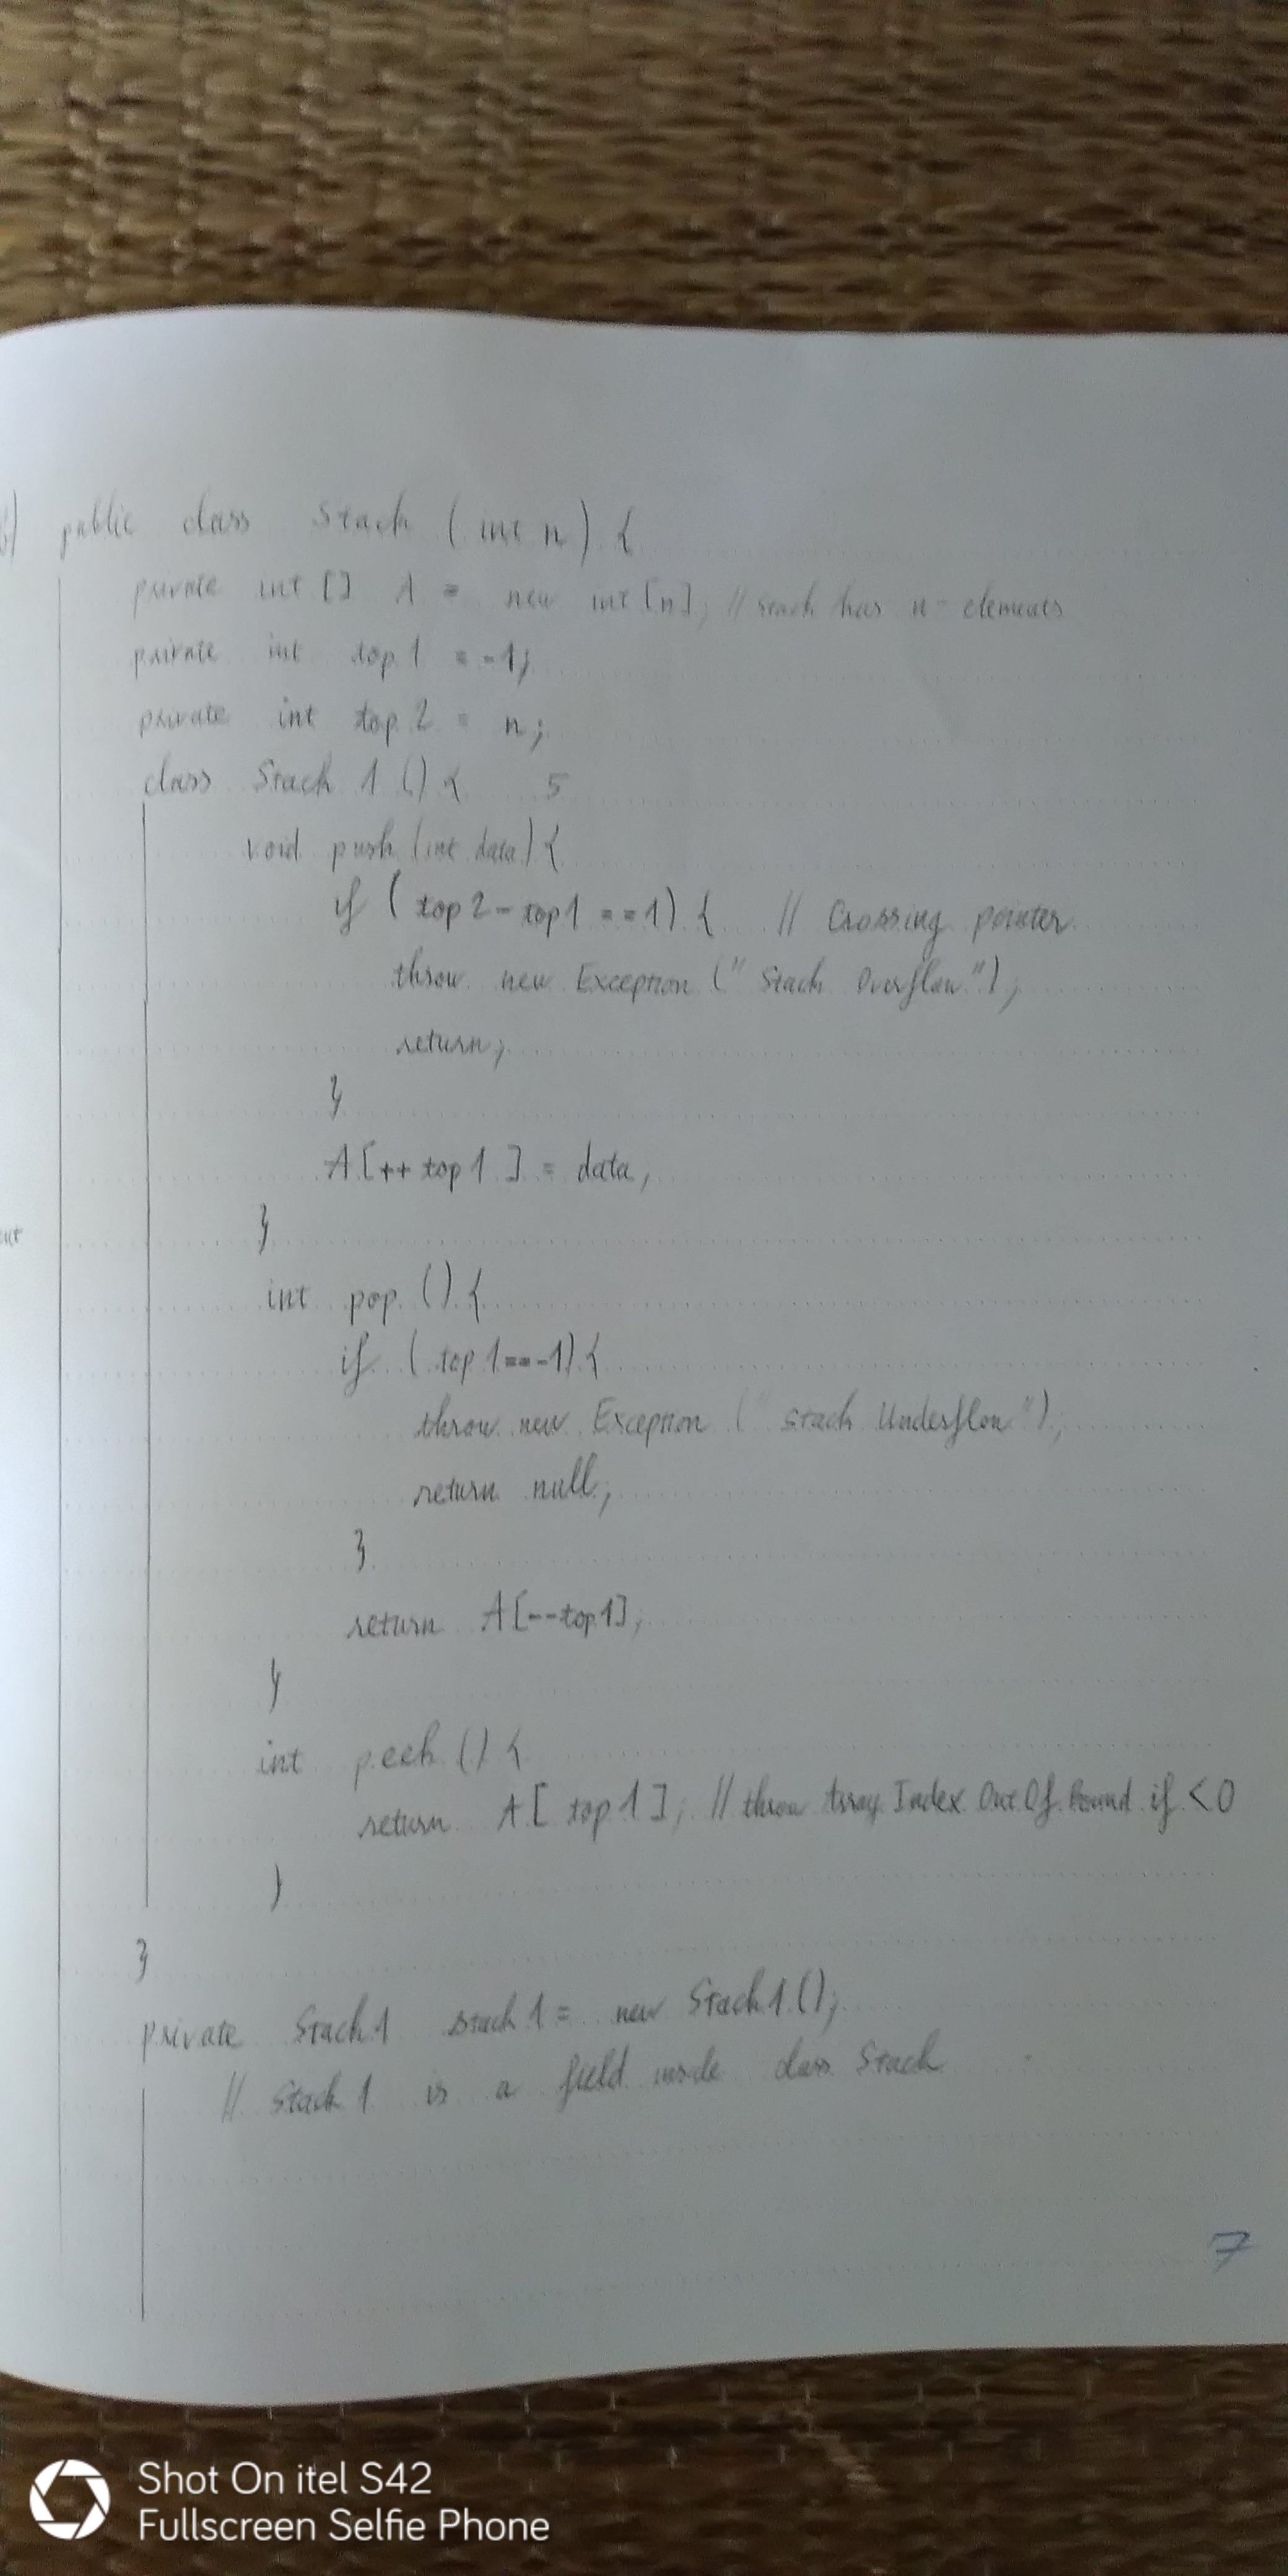 public class Stack (int n) {
private int [] A = new int [n]; // stack has n - elements
private int top 1 = -1;
private int top 2 = n;
class Stack 1 () { 5
void push (int data) {
if ( top 2 - top 1 == 1) { // Crossing pointer
throw new Exception (" Stack Overflow ");
return;
}
A [++ top 1 ] = data,
}
int pop () {
if ( top 1 == -1) {
throw new Exception (" Stack Underflow ");
return null;
}
return A [--top 1];
}
int peek () {
return A [ top 1 ]; // throw Array Index Out Of Bound if < 0
}
}
private Stack 1 stack 1 = new Stack 1 ();
// Stack 1 is a field inside class Stack
7
Shot On itel S42
Fullscreen Selfie Phone